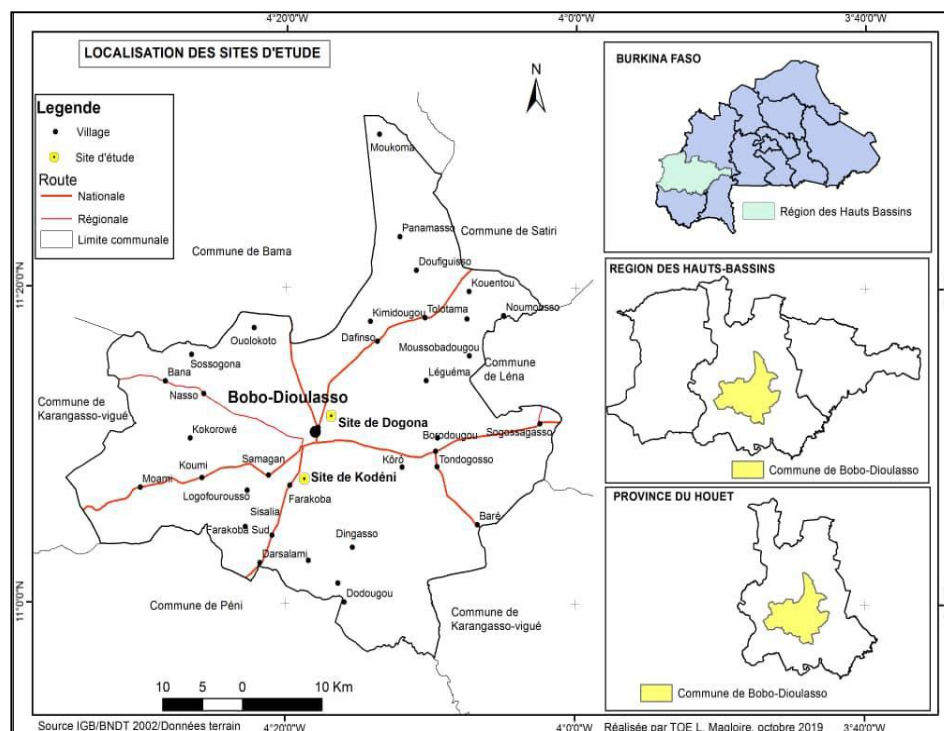 4°20'0"W
4°00'0"W
3°40'0"W
LOCALISATION DES SITES D'ETUDE
N
Legende
Village
Site d'étude
Route
Nationale
Régionale
Limite communale
Moukoma
Panamasso
Commune de Satiri
Commune de Bama
Doufiguisso
Kouentou
11°20'0"N
11°20'0"N
Kimidougou
Tolotama
Noumousso
Ouolokoto
Dafinso
Moussobadougou
Sossogona
Commune
de Léna
Bana
Léguéma
Nasso
Bobo-Dioulasso
Commune de
Karangasso-vigué
Site de Dogona
Kokorowé
Borodougou
Sogossagasso
Samagan
Kôrô
Tondogosso
Koumi
Site de Kodéni
Moami
Logofourousso
Farakoba
Sisalia
Baré
Farakoba Sud
Dingasso
Darsalami
Dodougou
11°0'0"N
11°0'0"N
Commune de Péni
Commune de
Karangasso-vigué
10 5 0 10 Km
Source IGB/BNDT 2002/Données terrain
4°20'0"W
4°00'0"W
3°40'0"W
BURKINA FASO
Région des Hauts Bassins
REGION DES HAUTS-BASSINS
Commune de Bobo-Dioulasso
PROVINCE DU HOUET
Commune de Bobo-Dioulasso
Réalisée par TOE L. Magloire, octobre 2019